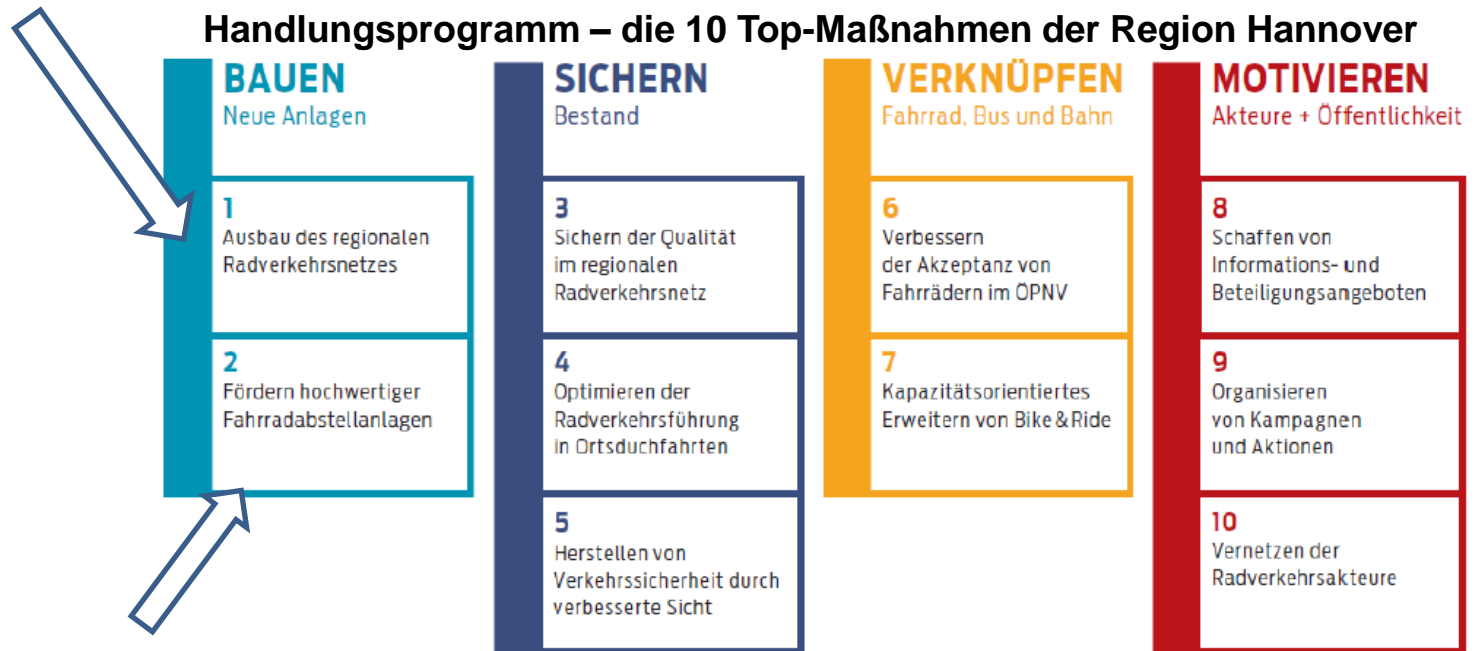 Handlungsprogramm – die 10 Top-Maßnahmen der Region Hannover
BAUEN
Neue Anlagen
1
Ausbau des regionalen
Radverkehrsnetzes
2
Fördern hochwertiger
Fahrradabstellanlagen
SICHERN
Bestand
3
Sichern der Qualität
im regionalen
Radverkehrsnetz
4
Optimieren der
Radverkehrsführung
in Ortsduchfahrten
5
Herstellen von
Verkehrssicherheit durch
verbesserte Sicht
VERKNÜPFEN
Fahrrad, Bus und Bahn
6
Verbessern
der Akzeptanz von
Fahrrädern im ÖPNV
7
Kapazitätsorientiertes
Erweitern von Bike & Ride
MOTIVIEREN
Akteure + Öffentlichkeit
8
Schaffen von
Informations- und
Beteiligungsangeboten
9
Organisieren
von Kampagnen
und Aktionen
10
Vernetzen der
Radverkehrsakteure